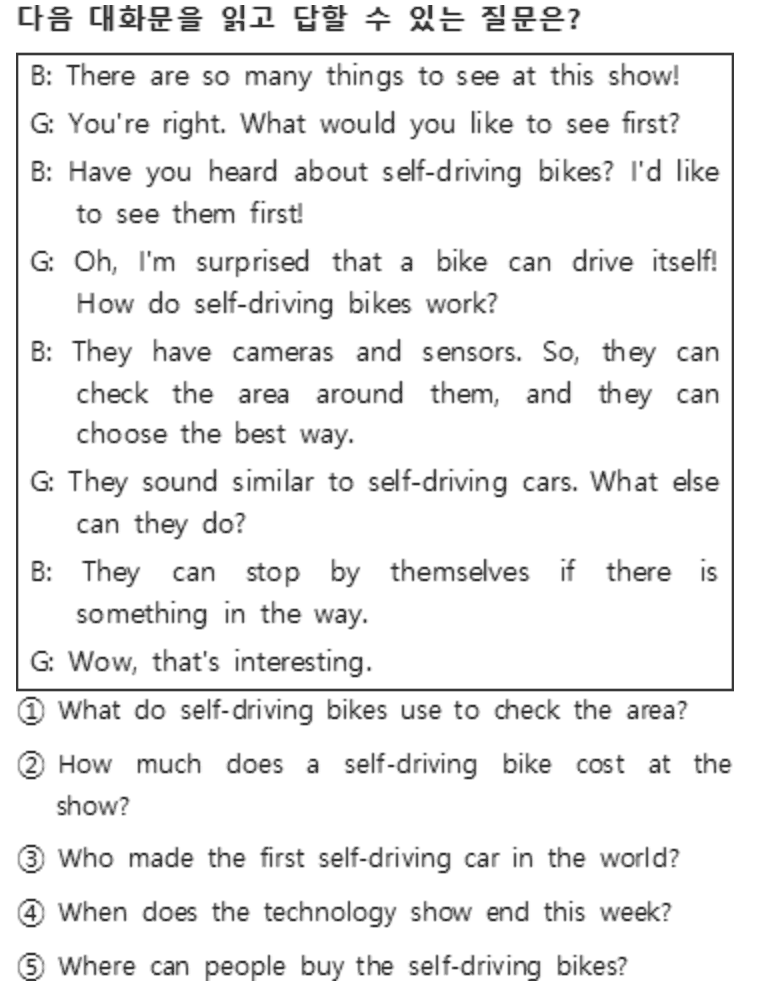 다음 대화문을 읽고 답할 수 있는 질문은?
B: There are so many things to see at this show!
G: You're right. What would you like to see first?
B: Have you heard about self-driving bikes? I'd like
to see them first!
G: Oh, I'm surprised that a bike can drive itself!
How do self-driving bikes work?
B: They have cameras and sensors. So, they can
check the area around them, and they can
choose the best way.
G: They sound similar to self-driving cars. What else
can they do?
B: They can stop by themselves if there is
something in the way.
G: Wow, that's interesting.
① What do self-driving bikes use to check the area?
② How much does a self-driving bike cost at the
show?
③ Who made the first self-driving car in the world?
④ When does the technology show end this week?
⑤ Where can people buy the self-driving bikes?